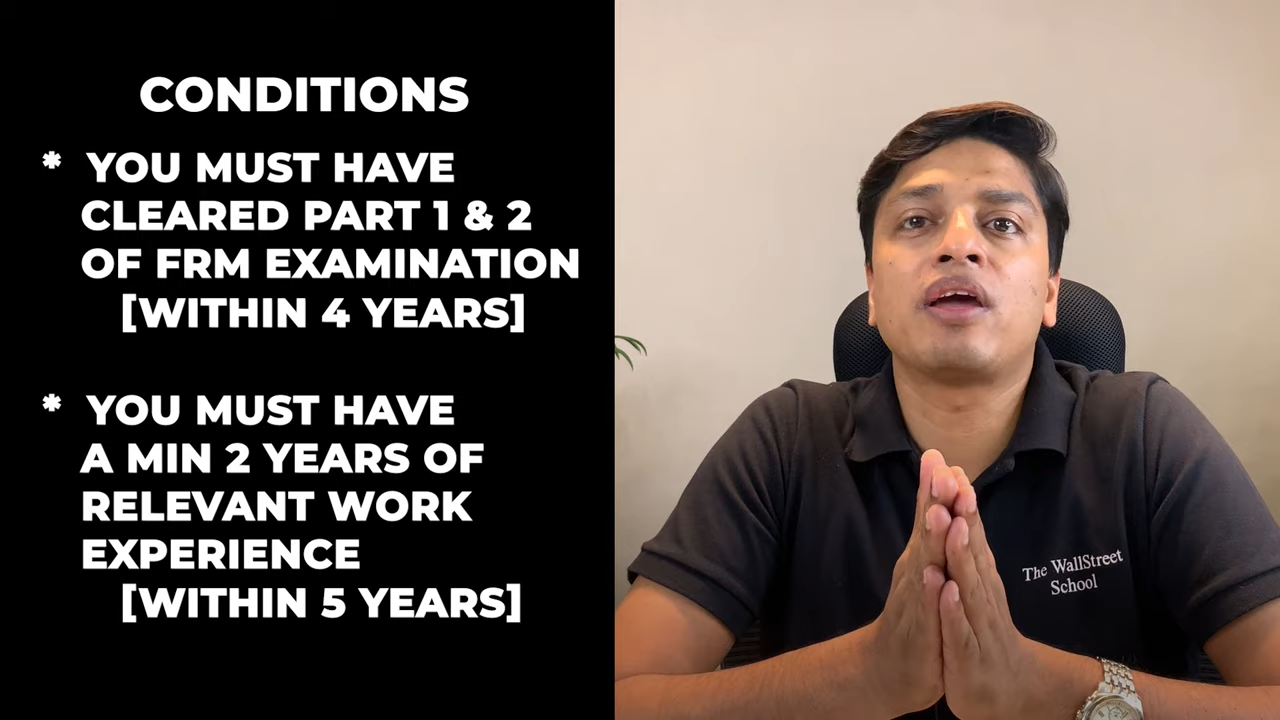 CONDITIONS
* YOU MUST HAVE
CLEARED PART 1 & 2
OF FRM EXAMINATION
[WITHIN 4 YEARS]
* YOU MUST HAVE
A MIN 2 YEARS OF
RELEVANT WORK
EXPERIENCE
[WITHIN 5 YEARS]
The WallStreet
School